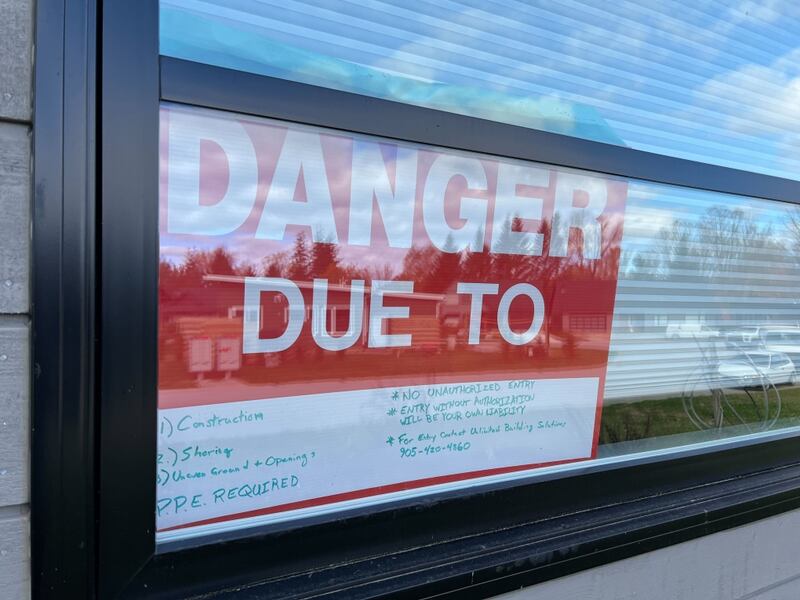 DANGER
DUE TO
1) Construction
2.) Shoring
3) Uneven Ground + Openings
P.P.E. REQUIRED
* NO UNAUTHORIZED ENTRY
* ENTRY WITHOUT AUTHORIZATION
WILL BE YOUR OWN LIABILITY
* For Entry Contact Unlimited Building Solutions
905-420-4860